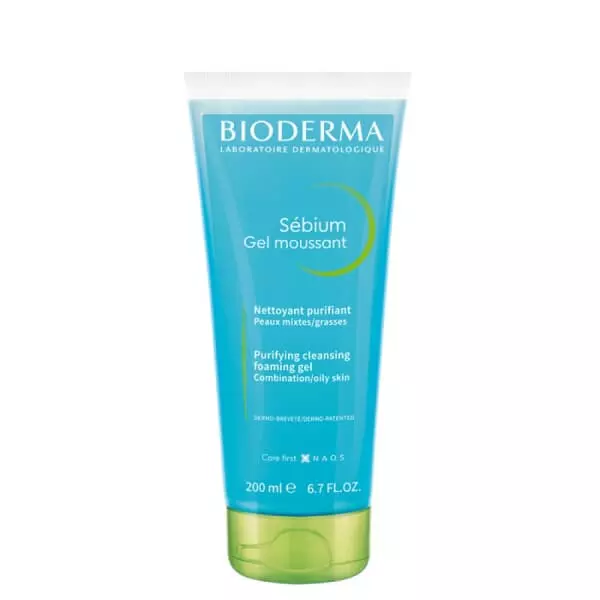 BIODERMA
LABORATOIRE DERMATOLOGIQUE
Sébium
Gel moussant
Nettoyant purifiant
Peaux mixtes/grasses
Purifying cleansing
foaming gel
Combination/oily skin
DERMO-BREVETÉ/DERMO-PATENTED
Care first NAOS
200 ml ℮ 6.7 FL.OZ.